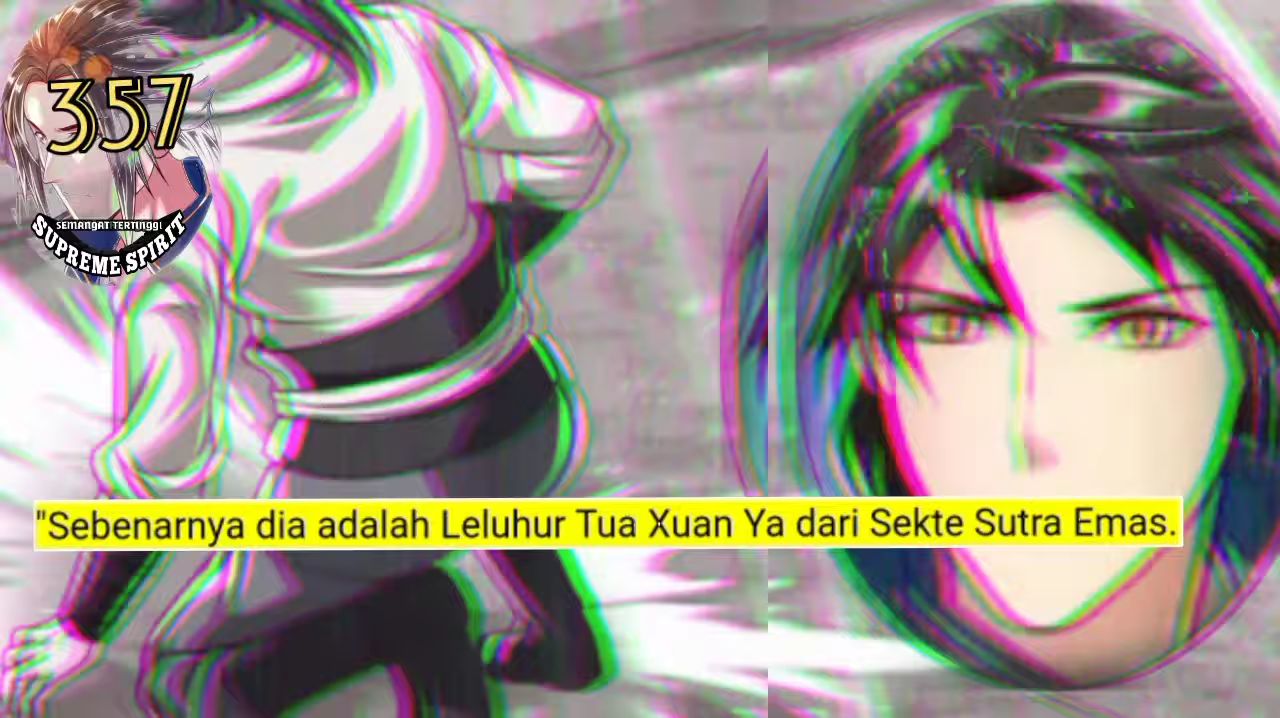 357
SEMANGAT TERTINGGI
SUPREME SPIRIT
"Sebenarnya dia adalah Leluhur Tua Xuan Ya dari Sekte Sutra Emas.